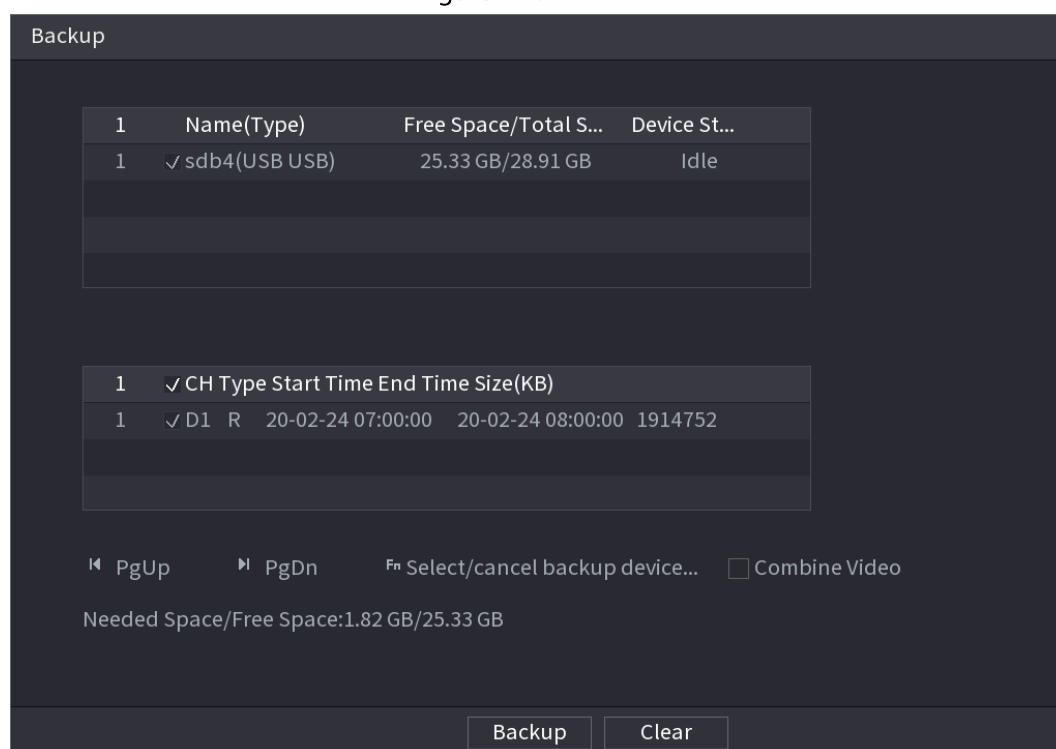 Backup
1 Name(Type) Free Space/Total S... Device St...
1 sdb4(USB USB) 25.33 GB/28.91 GB Idle
1 CH Type Start Time End Time Size(KB)
1 D1 R 20-02-24 07:00:00 20-02-24 08:00:00 1914752
PgUp PgDn Fn Select/cancel backup device... Combine Video
Needed Space/Free Space:1.82 GB/25.33 GB
Backup Clear